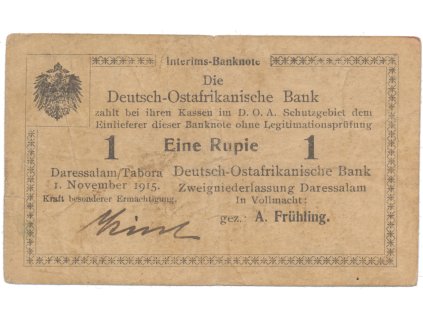 Interims-Banknote
Die
Deutsch-Ostafrikanische Bank
zahlt bei ihren Kassen im D. O. A. Schutzgebiet dem
Einlieferer dieser Banknote ohne Legitimationsprüfung
1 Eine Rupie 1
Daressalam/Tabora Deutsch-Ostafrikanische Bank
1. November 1915. Zweigniederlassung Daressalam
Kraft besonderer Ermächtigung. In Vollmacht:
gez. A. Frühling.